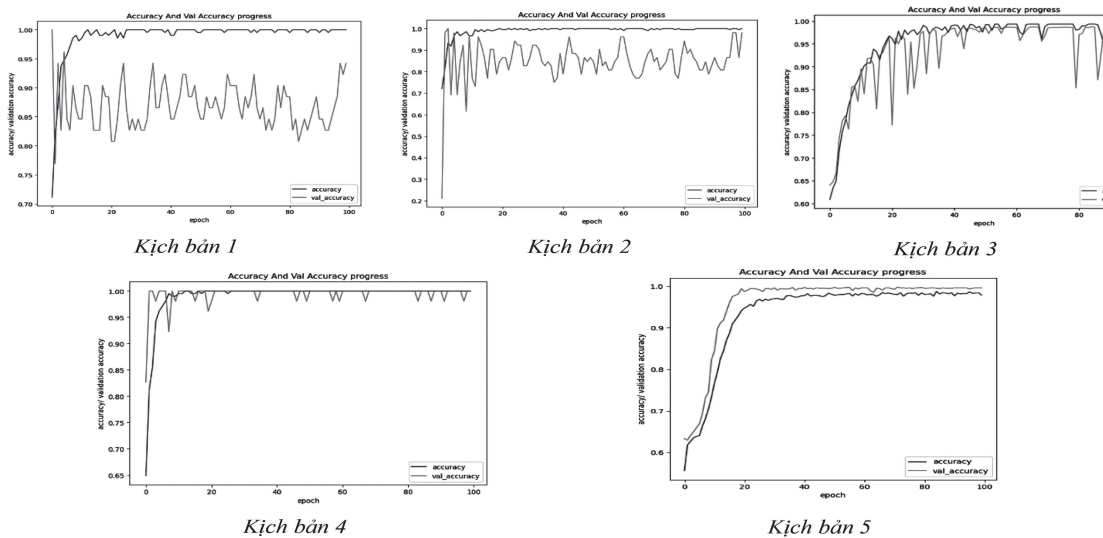 Accuracy And Val Accuracy progress
accuracy/ validation accuracy
1.00
0.95
0.90
0.85
0.80
0.75
0.70
0 20 40 60 80 100
epoch
accuracy
val_accuracy
Kịch bản 1
Accuracy And Val Accuracy progress
accuracy/ validation accuracy
1.0
0.9
0.8
0.7
0.6
0.5
0.4
0.3
0.2
0 20 40 60 80 100
epoch
accuracy
val_accuracy
Kịch bản 2
Accuracy And Val Accuracy progress
accuracy/ validation accuracy
1.00
0.95
0.90
0.85
0.80
0.75
0.70
0.65
0.60
0 20 40 60 80
epoch
Kịch bản 3
Accuracy And Val Accuracy progress
accuracy/ validation accuracy
1.00
0.95
0.90
0.85
0.80
0.75
0.70
0.65
0 20 40 60 80 100
epoch
accuracy
val_accuracy
Kịch bản 4
Accuracy And Val Accuracy progress
accuracy/ validation accuracy
1.0
0.9
0.8
0.7
0.6
0 20 40 60 80 100
epoch
accuracy
val_accuracy
Kịch bản 5